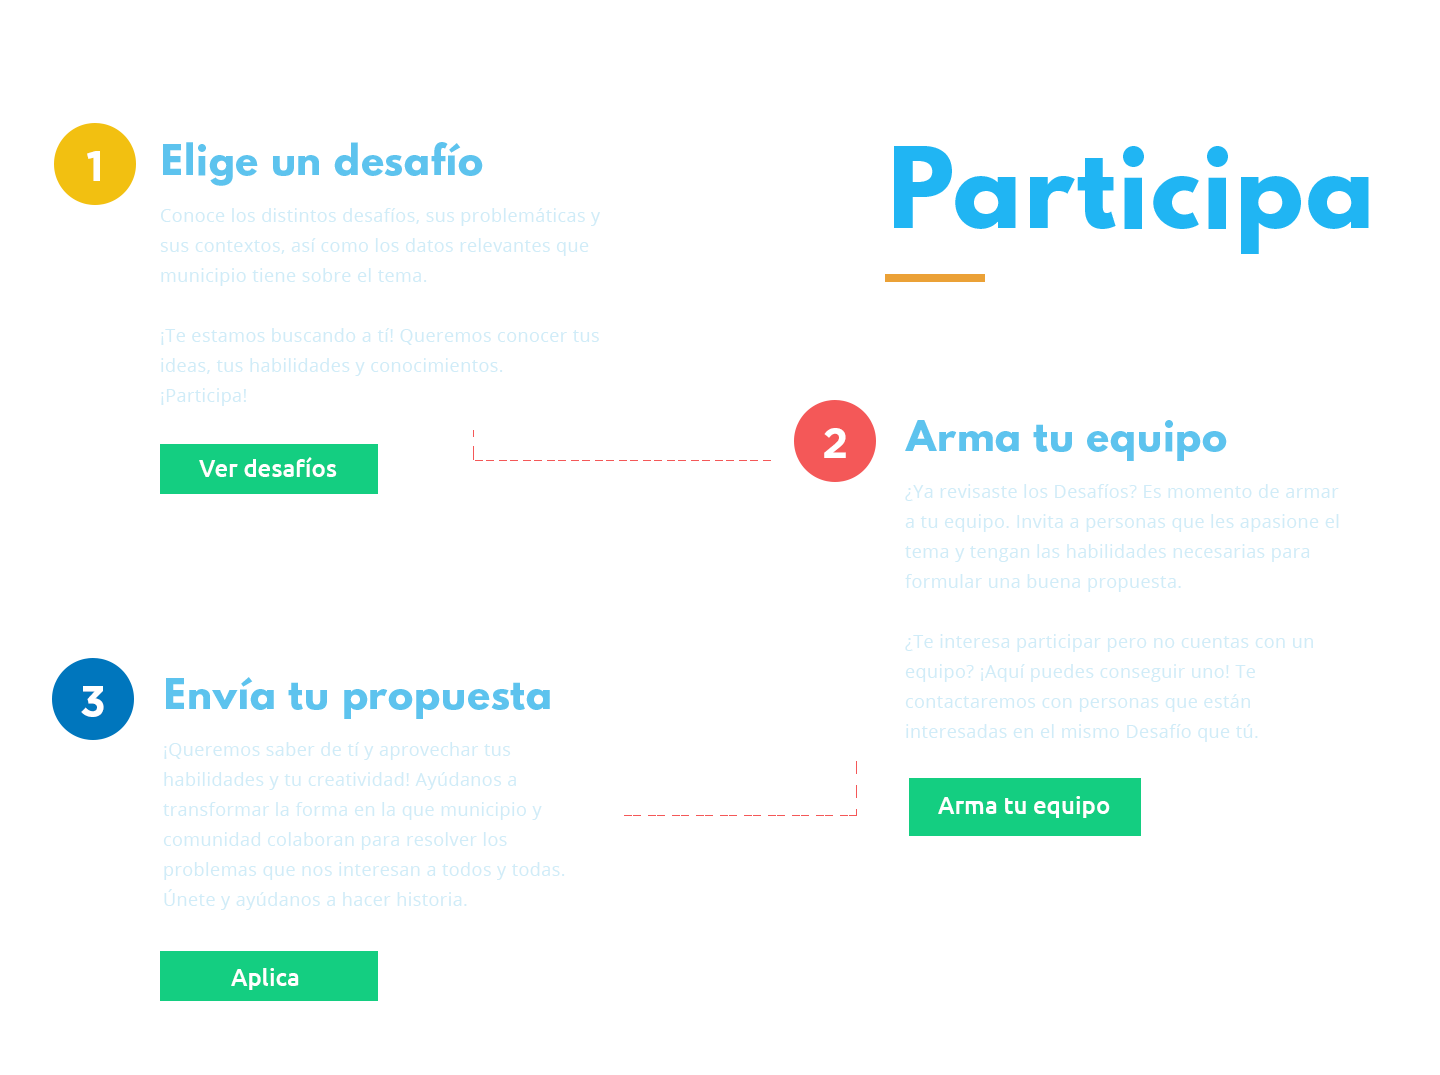 Participa
1
Elige un desafío
Conoce los distintos desafíos, sus problemáticas y
sus contextos, así como los datos relevantes que
municipio tiene sobre el tema.
¡Te estamos buscando a tí! Queremos conocer tus
ideas, tus habilidades y conocimientos.
¡Participa!
Ver desafíos
2
Arma tu equipo
¿Ya revisaste los Desafíos? Es momento de armar
a tu equipo. Invita a personas que les apasione el
tema y tengan las habilidades necesarias para
formular una buena propuesta.
¿Te interesa participar pero no cuentas con un
equipo? ¡Aquí puedes conseguir uno! Te
contactaremos con personas que están
interesadas en el mismo Desafío que tú.
Arma tu equipo
3
Envía tu propuesta
¡Queremos saber de tí y aprovechar tus
habilidades y tu creatividad! Ayúdanos a
transformar la forma en la que municipio y
comunidad colaboran para resolver los
problemas que nos interesan a todos y todas.
Únete y ayúdanos a hacer historia.
Aplica